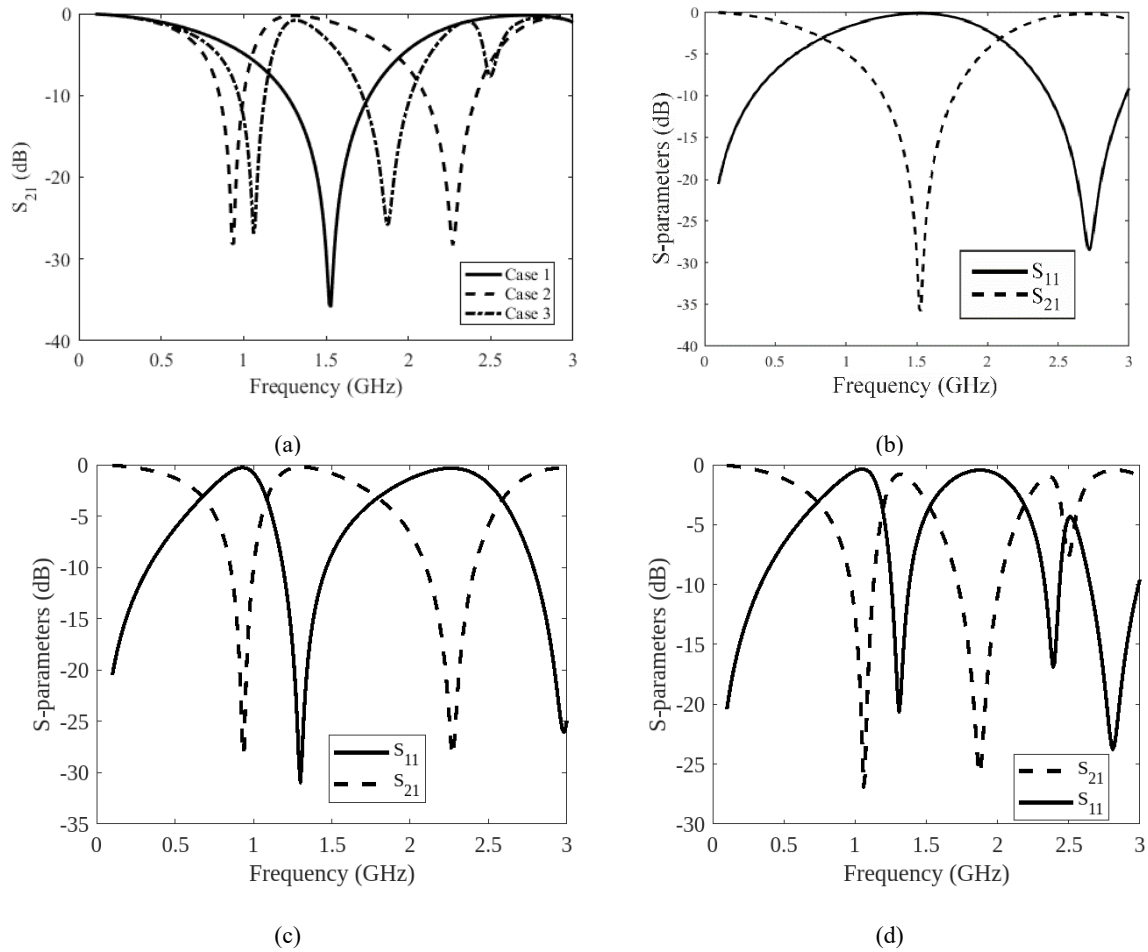 0
-10
-20
-30
-40
S21 (dB)
Case 1
Case 2
Case 3
0 0.5 1 1.5 2 2.5 3
Frequency (GHz)
(a)
0
-5
-10
-15
-20
-25
-30
-35
-40
S-parameters (dB)
S11
S21
0 0.5 1 1.5 2 2.5 3
Frequency (GHz)
(b)
0
-5
-10
-15
-20
-25
-30
-35
S-parameters (dB)
S11
S21
0 0.5 1 1.5 2 2.5 3
Frequency (GHz)
(c)
0
-5
-10
-15
-20
-25
-30
S-parameters (dB)
S21
S11
0 0.5 1 1.5 2 2.5 3
Frequency (GHz)
(d)